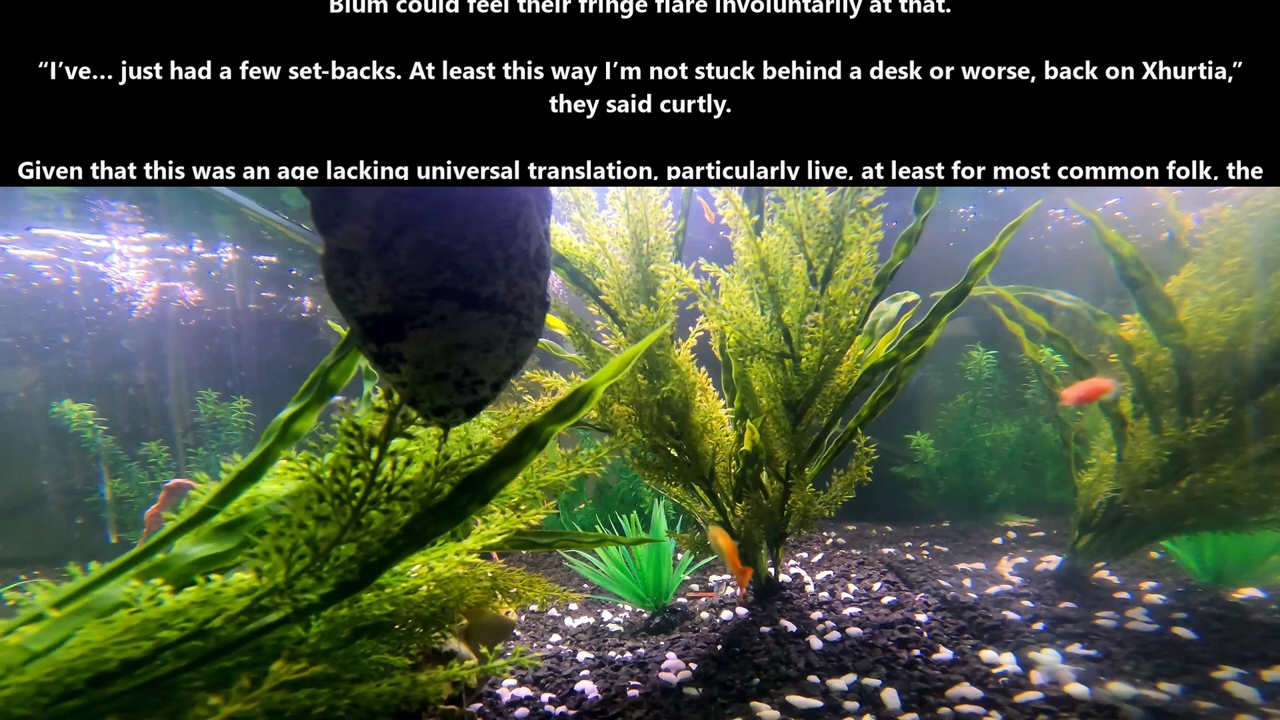 Blum could feel their fringe flare involuntarily at that.
“I’ve… just had a few set-backs. At least this way I’m not stuck behind a desk or worse, back on Xhurtia,”
they said curtly.
Given that this was an age lacking universal translation, particularly live, at least for most common folk, the